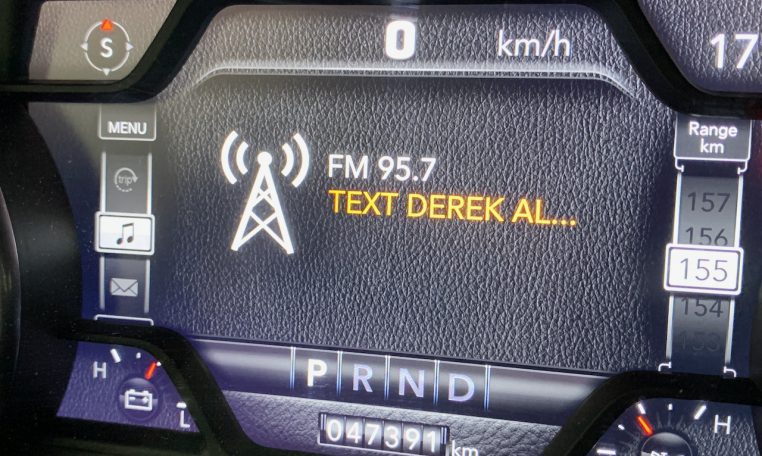 S
0 km/h
17
MENU
Range
km
trip
FM 95.7
TEXT DEREK AL...
157
156
155
154
P R N D
H
L
047391 km
H